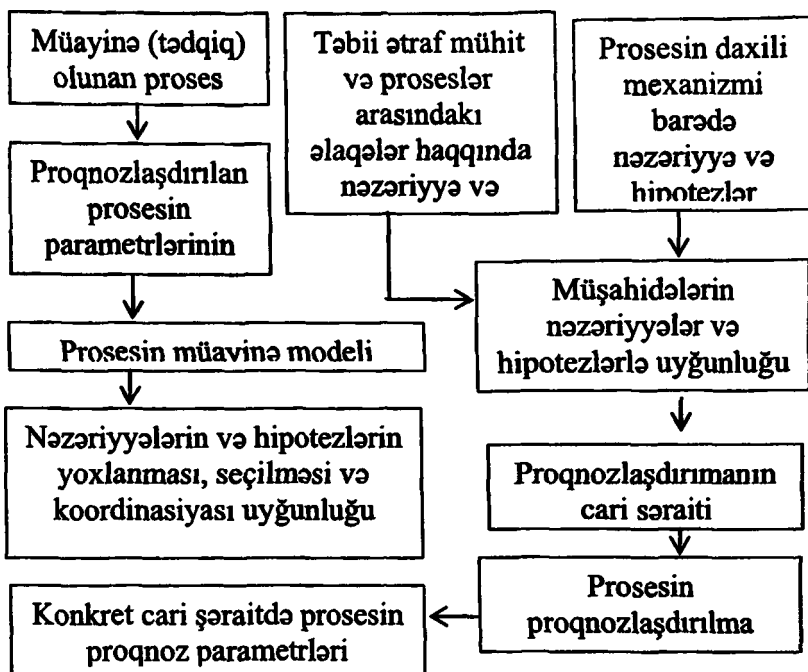 Müayinə (tədqiq)
olunan proses
Proqnozlaşdırılan
prosesin
parametrlərinin
Prosesin müavinə modeli
Nəzəriyyələrin və hipotezlərin
yoxlanması, seçilməsi və
koordinasiyası uyğunluğu
Təbii ətraf mühit
və proseslər
arasındakı
əlaqələr haqqında
nəzəriyyə və
Prosesin daxili
mexanizmi
barədə
nəzəriyyə və
hipotezlər
Müşahidələrin
nəzəriyyələr və
hipotezlərlə uyğunluğu
Proqnozlaşdırımanın
cari səraiti
Prosesin
proqnozlaşdırılma
Konkret cari şəraitdə prosesin
proqnoz parametrləri